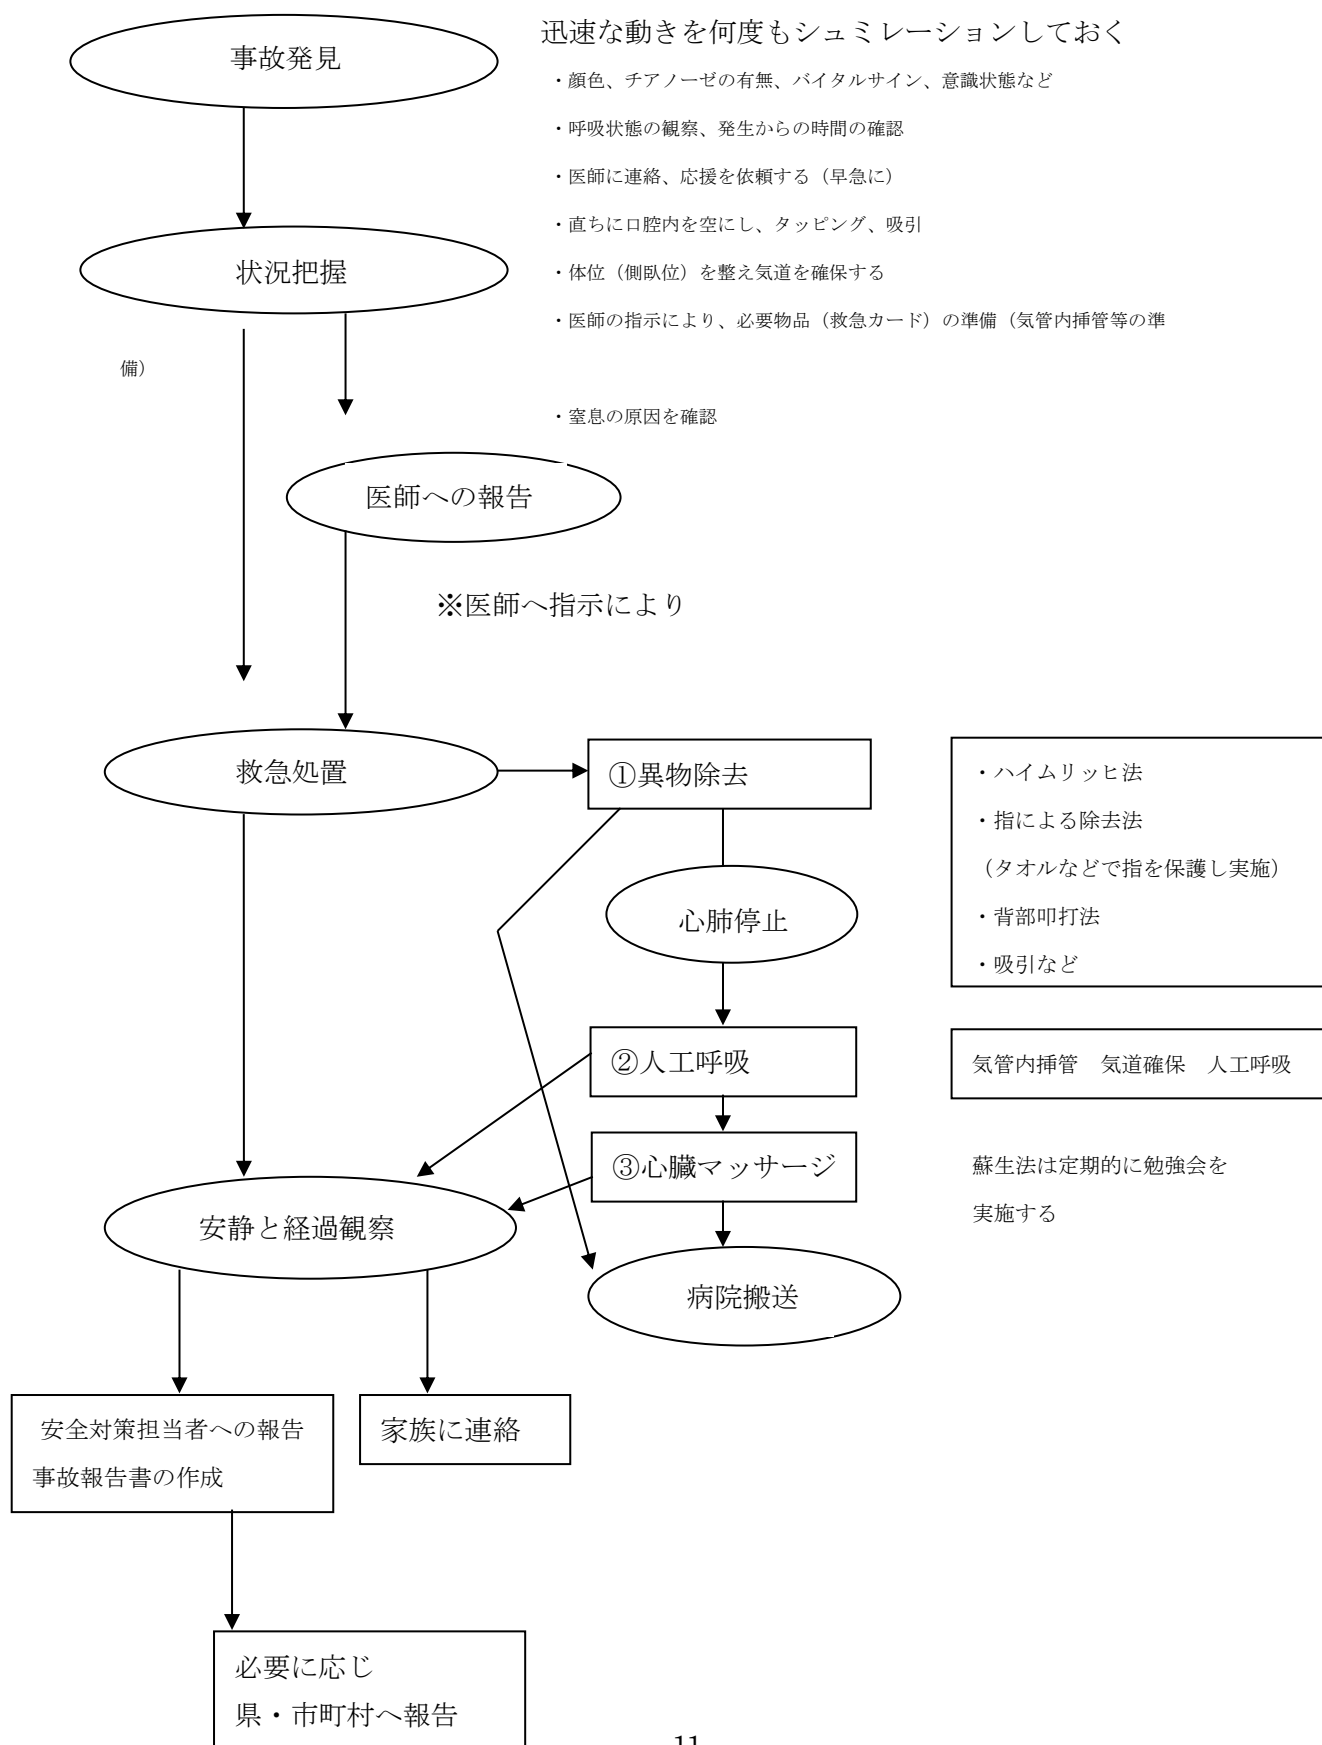 事故発見
迅速な動きを何度もシュミレーションしておく
・顔色、チアノーゼの有無、バイタルサイン、意識状態など
・呼吸状態の観察、発生からの時間の確認
・医師に連絡、応援を依頼する（早急に）
・直ちに口腔内を空にし、タッピング、吸引
状況把握
・体位（側臥位）を整え気道を確保する
・医師の指示により、必要物品（救急カード）の準備（気管内挿管等の準
備）
・窒息の原因を確認
医師への報告
※医師へ指示により
救急処置
①異物除去
・ハイムリッヒ法
・指による除去法
（タオルなどで指を保護し実施）
・背部叩打法
・吸引など
心肺停止
②人工呼吸
気管内挿管　気道確保　人工呼吸
③心臓マッサージ
蘇生法は定期的に勉強会を
実施する
安静と経過観察
病院搬送
安全対策担当者への報告
事故報告書の作成
家族に連絡
必要に応じ
県・市町村へ報告
11